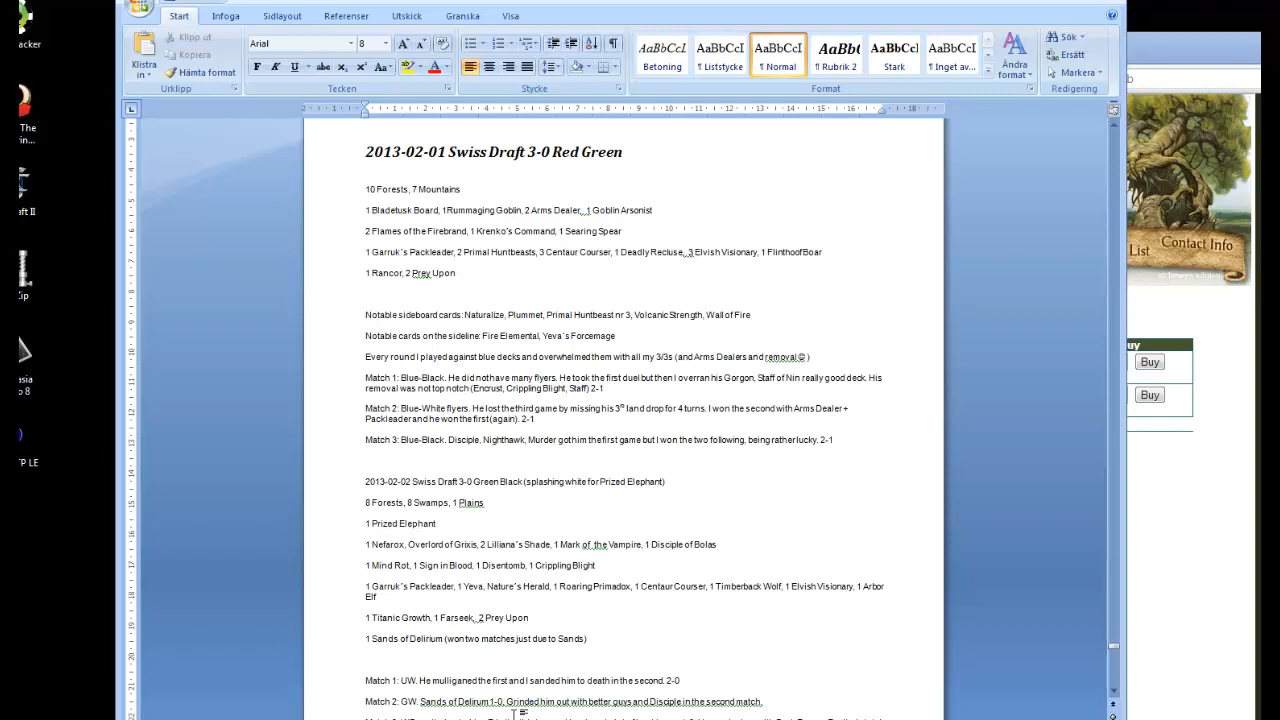 Start Infoga Sidlayout Referenser Utskick Granska Visa
acker
Klistra in
Klipp ut
Kopiera
Hämta format
Urklipp
Arial 8
Tecken
Stycke
AaBbCcI AaBbCcI AaBbCcI AaBbC AaBbCcI AaBbCcI
Betoning ¶ Liststycke ¶ Normal ¶ Rubrik 2 Stark ¶ Inget av...
Ändra format
Format
Sök
Ersätt
Markera
Redigering
The
in...
aft II
Zip
asia
o 8
TP LE
2013-02-01 Swiss Draft 3-0 Red Green
10 Forests, 7 Mountains
1 Bladetusk Board, 1Rummaging Goblin, 2 Arms Dealer, 1 Goblin Arsonist
2 Flames of the Firebrand, 1 Krenko´s Command, 1 Searing Spear
1 Garruk´s Packleader, 2 Primal Huntbeasts, 3 Centaur Courser, 1 Deadly Recluse, 3 Elvish Visionary, 1 FlinthoofBoar
1 Rancor, 2 Prey Upon
Notable sideboard cards: Naturalize, Plummet, Primal Huntbeast nr 3, Volcanic Strength, Wall of Fire
Notable cards on the sideline: Fire Elemental, Yeva´s Forcemage
Every round I played against blue decks and overwhelmed them with all my 3/3s (and Arms Dealers and removal☺)
Match 1: Blue-Black. He did not have many flyers. He took the first duel but then I overran his Gorgon, Staff of Nin really good deck. His
removal was not top notch (Encrust, Crippling Blight, Staff) 2-1
Match 2: Blue-White flyers. He lost the third game by missing his 3rd land drop for 4 turns. I won the second with Arms Dealer +
Packleader and he won the first (again). 2-1
Match 3: Blue-Black. Disciple, Nighthawk, Murder got him the first game but I won the two following, being rather lucky. 2-1
2013-02-02 Swiss Draft 3-0 Green Black (splashing white for Prized Elephant)
8 Forests, 8 Swamps, 1 Plains
1 Prized Elephant
1 Nefarox, Overlord of Grixis, 2 Lilliana´s Shade, 1 Mark of the Vampire, 1 Disciple of Bolas
1 Mind Rot, 1 Sign in Blood, 1 Disentomb, 1 Crippling Blight
1 Garruk´s Packleader, 1 Yeva, Nature´s Herald, 1 Roaring Primadox, 1 Centaur Courser, 1 Timberback Wolf, 1 Elvish Visionary, 1 Arbor
Elf
1 Titanic Growth, 1 Farseek, 2 Prey Upon
1 Sands of Delirium (won two matches just due to Sands)
Match 1: UW. He mulliganed the first and I sanded him to death in the second. 2-0
Match 2: GW. Sands of Delirum 1-0, Grinded him out with better guys and Disciple in the second match.
List Contact Info
uy
Buy
Buy